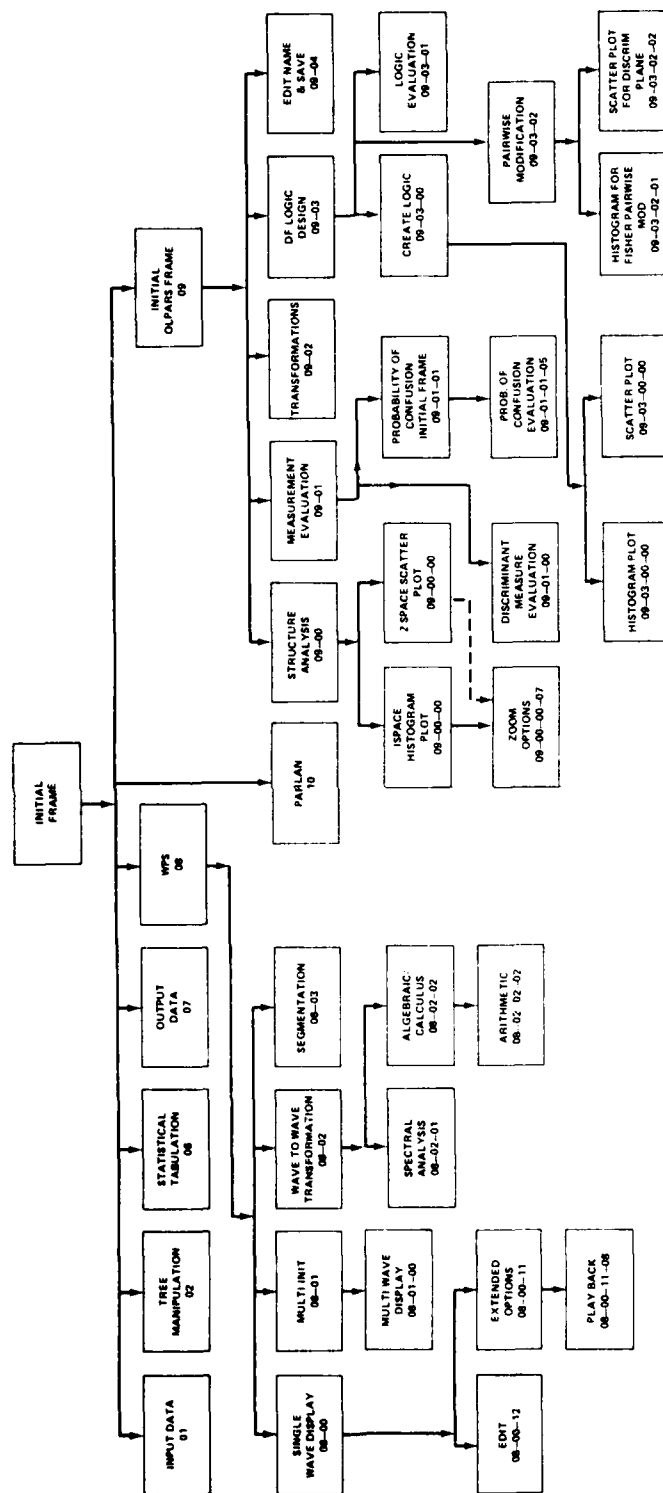 INITIAL
FRAME
INPUT DATA
01
TREE
MANIPULATION
02
STATISTICAL
TABULATION
06
OUTPUT
DATA
07
WPS
08
PARLAN
10
INITIAL
OLPARS FRAME
09
SINGLE
WAVE DISPLAY
08-00
MULTI INIT
08-01
WAVE TO WAVE
TRANSFORMATION
08-02
SEGMENTATION
08-03
MULTI WAVE
DISPLAY
08-01-00
SPECTRAL
ANALYSIS
08-02-01
ALGEBRAIC
CALCULUS
08-02-02
ARITHMETIC
08-02 02-02
EDIT
08-00-12
EXTENDED
OPTIONS
08-00-11
PLAY BACK
08-00-11-08
STRUCTURE
ANALYSIS
09-00
MEASUREMENT
EVALUATION
09-01
TRANSFORMATIONS
09-02
DF LOGIC
DESIGN
09-03
EDIT NAME
& SAVE
09-04
ISPACE
HISTOGRAM
PLOT
09-00-00
2 SPACE SCATTER
PLOT
09-00-00
PROBABILITY OF
CONFUSION
INITIAL FRAME
09-01-01
CREATE LOGIC
09-03-00
LOGIC
EVALUATION
09-03-01
ZOOM
OPTIONS
09-00-00-07
DISCRIMINANT
MEASURE
EVALUATION
09-01-00
PROB. OF
CONFUSION
EVALUATION
09-01-01-05
PAIRWISE
MODIFICATION
09-03-02
HISTOGRAM PLOT
09-03-00-00
SCATTER PLOT
09-03-00-00
HISTOGRAM FOR
FISHER PAIRWISE
MOD
09-03-02-01
SCATTER PLOT
FOR DISCRIM
PLANE
09-03-02-02